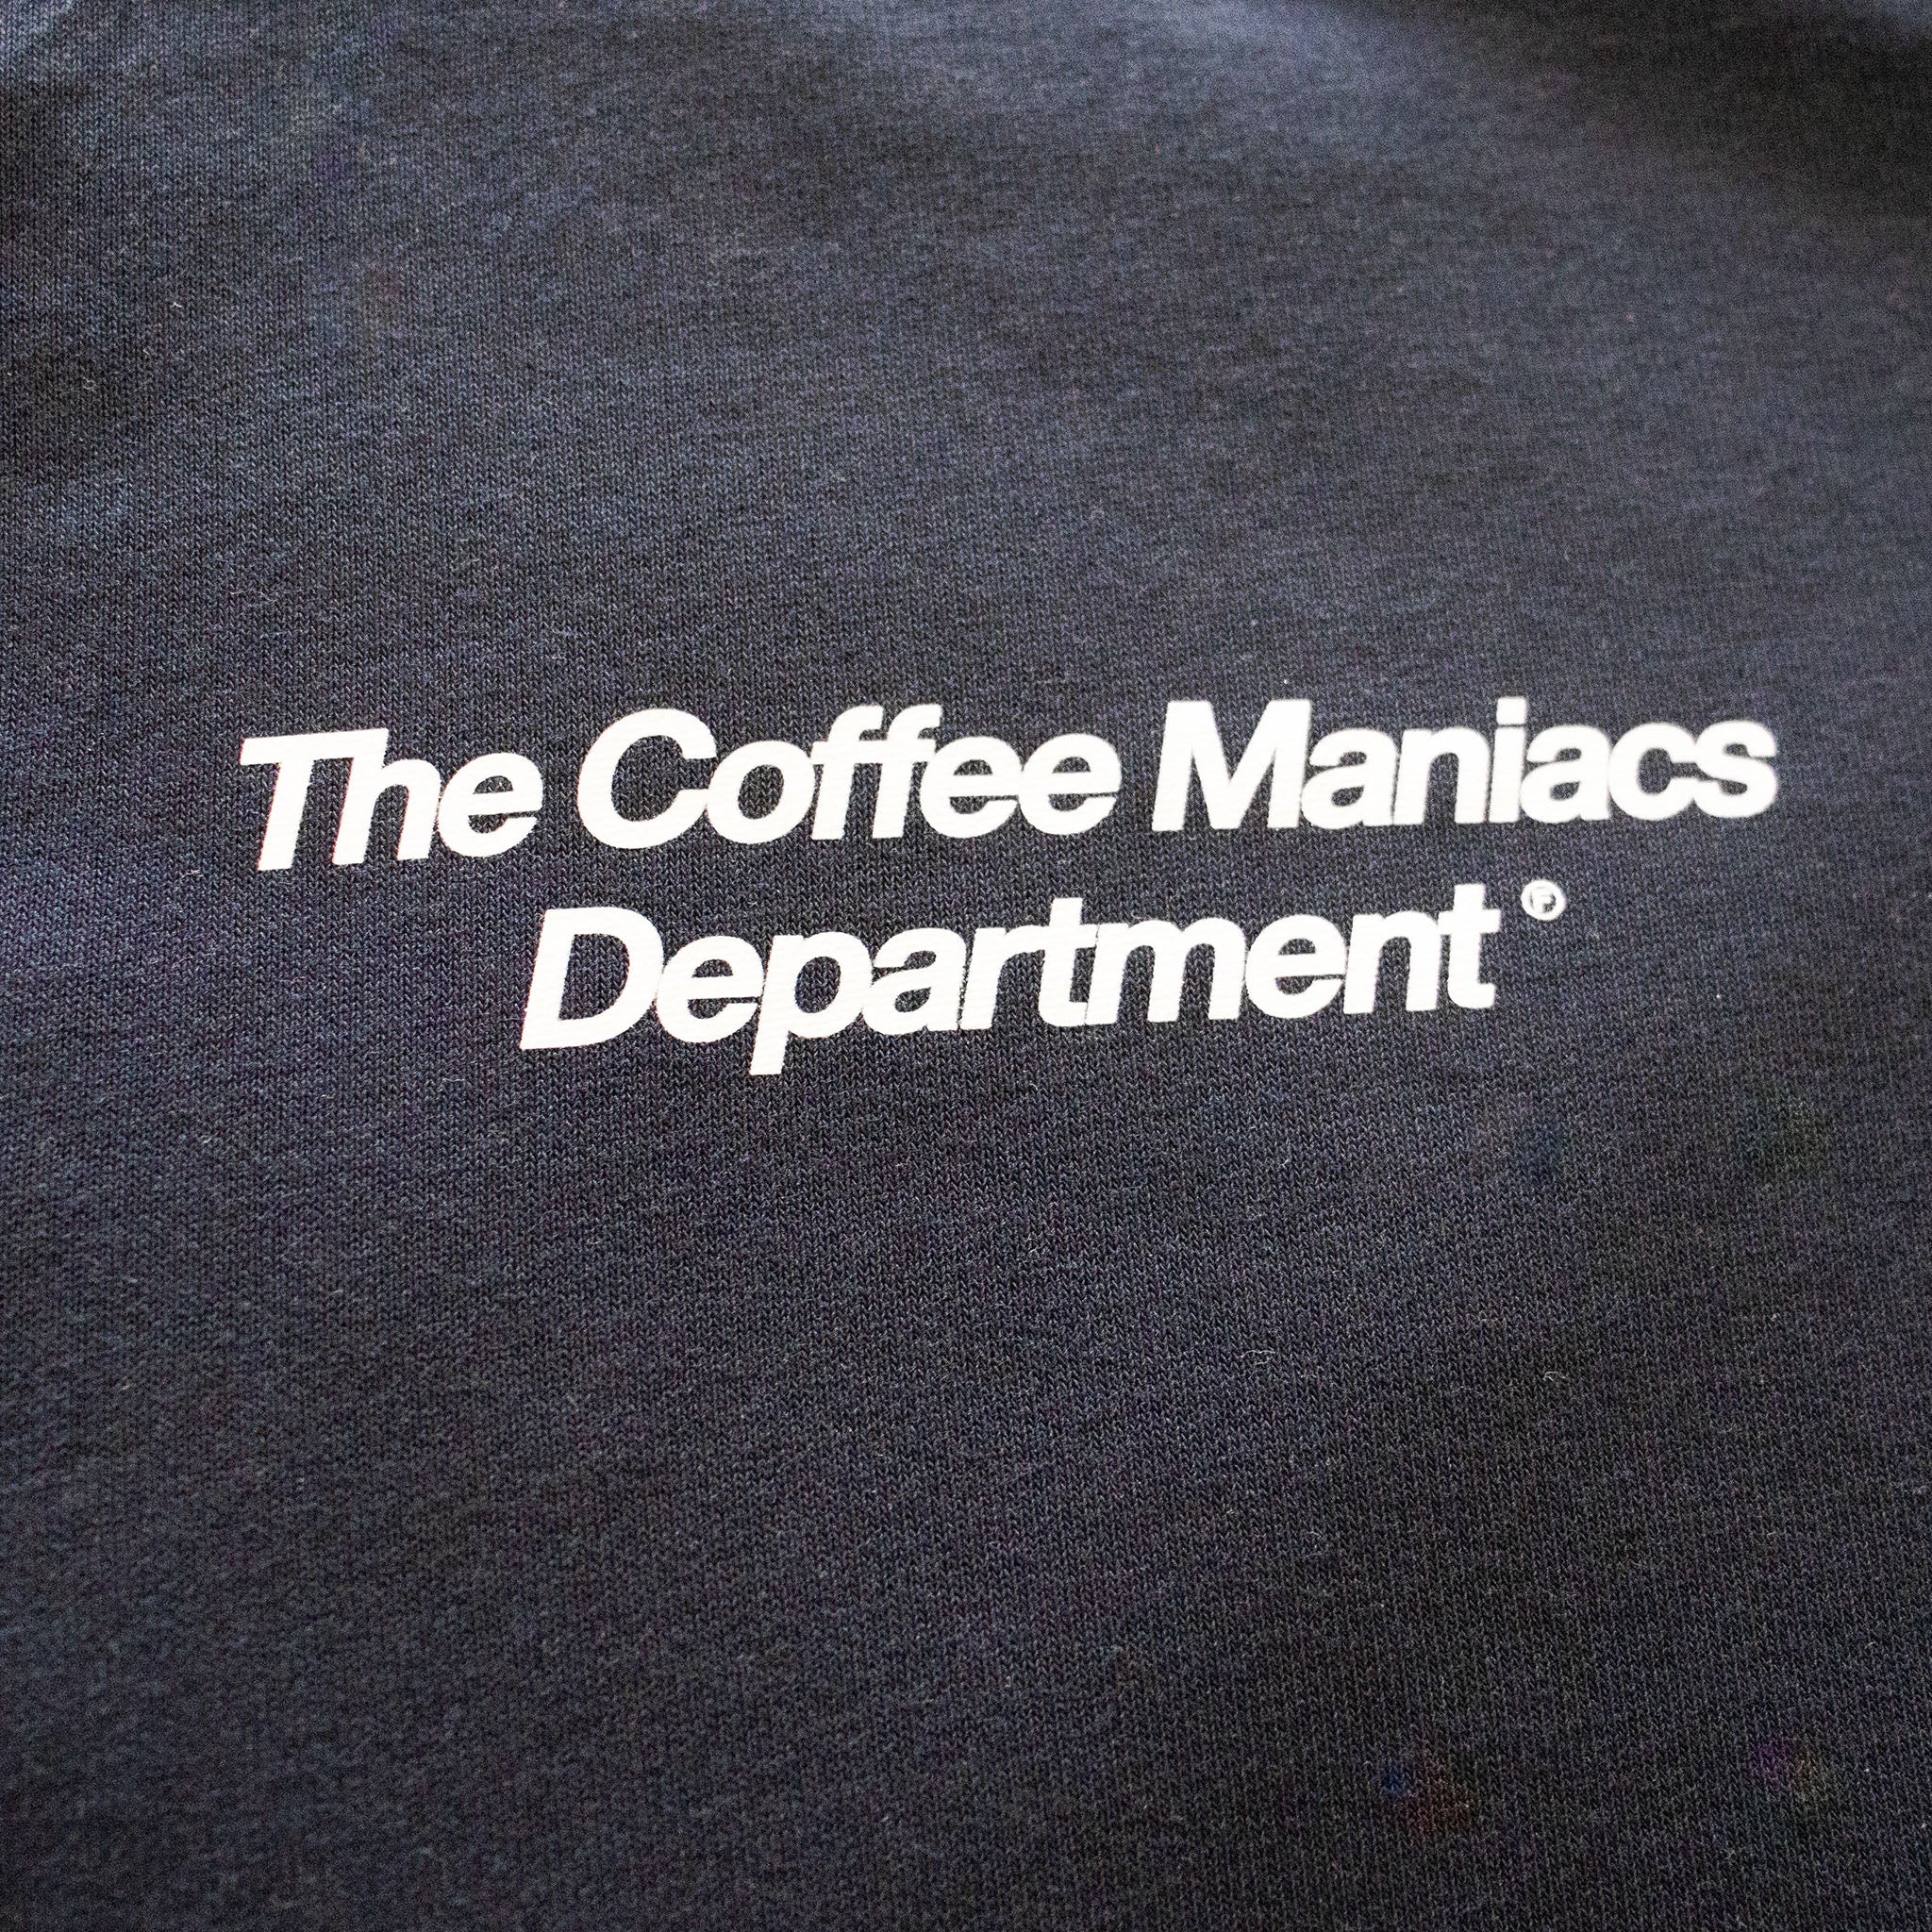 The Coffee Maniacs
Department ®